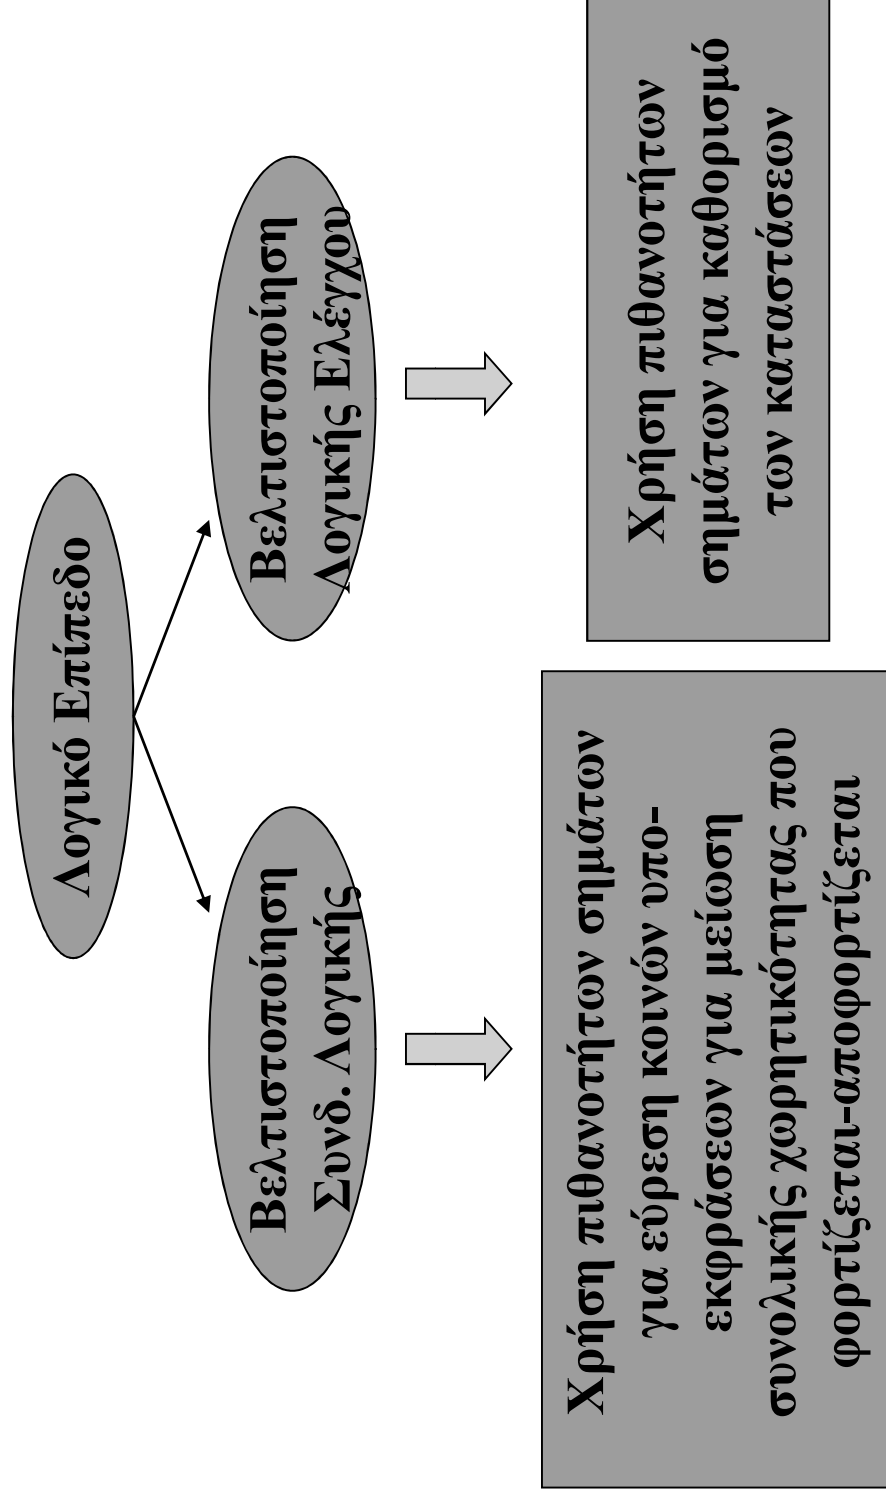 Λογικό Επίπεδο
Βελτιστοποίηση
Συνδ. Λογικής
Βελτιστοποίηση
Λογικής Ελέγχου
Χρήση πιθανοτήτων σημάτων
για εύρεση κοινών υπο-
εκφράσεων για μείωση
συνολικής χωρητικότητας που
φορτίζεται-αποφορτίζεται
Χρήση πιθανοτήτων
σημάτων για καθορισμό
των καταστάσεων